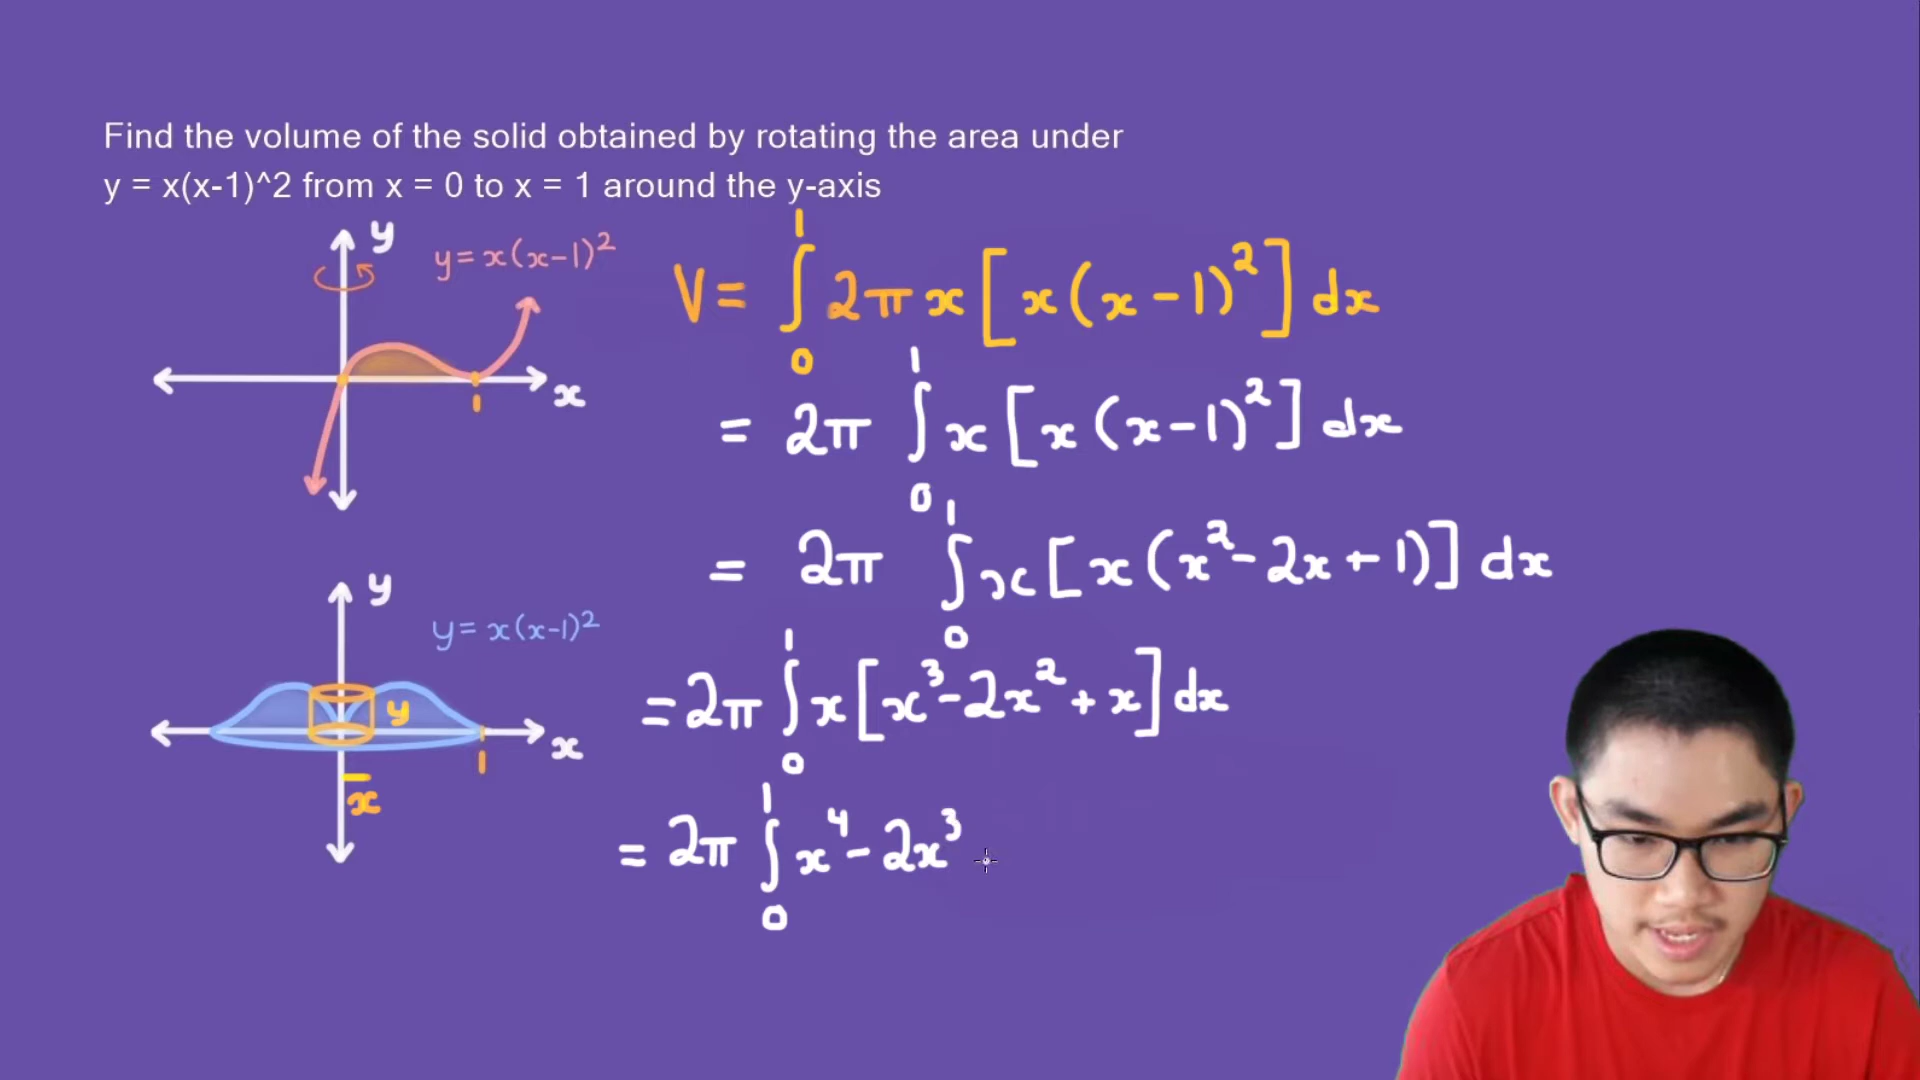 Find the volume of the solid obtained by rotating the area under
y = x(x-1)^2 from x = 0 to x = 1 around the y-axis
y
y = x(x-1)²
x
1
V = ∫₀¹ 2π x [x(x-1)²] dx
= 2π ∫₀¹ x [x(x-1)²] dx
= 2π ∫₀¹ x [x(x²-2x+1)] dx
y
y = x(x-1)²
y
x
1
x
= 2π ∫₀¹ x [x³-2x²+x] dx
= 2π ∫₀¹ x⁴-2x³